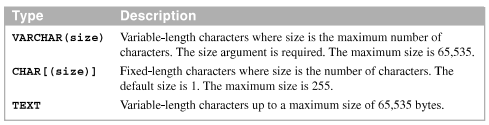 Type Description
VARCHAR(size) Variable-length characters where size is the maximum number of
characters. The size argument is required. The maximum size is 65,535.
CHAR[(size)] Fixed-length characters where size is the number of characters. The
default size is 1. The maximum size is 255.
TEXT Variable-length characters up to a maximum size of 65,535 bytes.